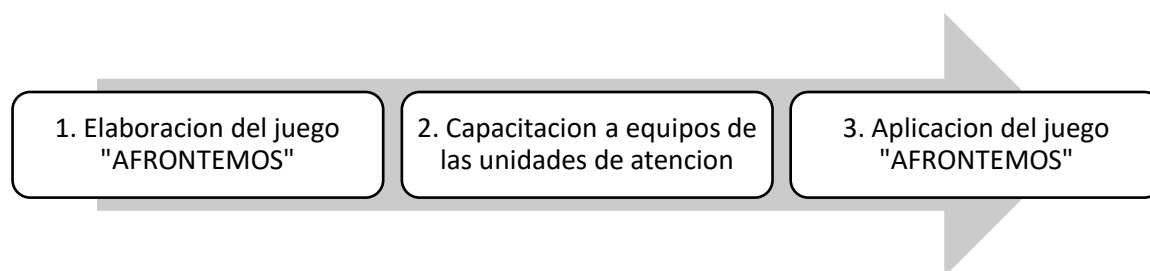 1. Elaboracion del juego
"AFRONTEMOS"
2. Capacitacion a equipos de
las unidades de atencion
3. Aplicacion del juego
"AFRONTEMOS"